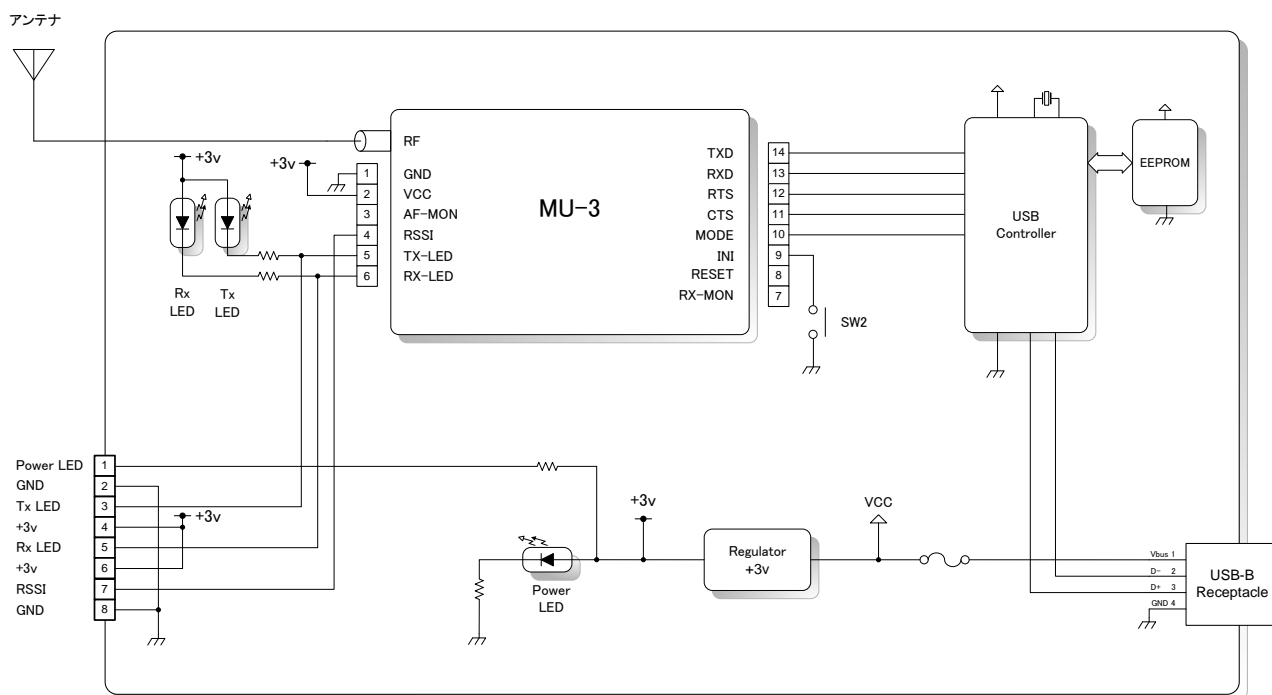 アンテナ
RF
+3v
+3v
1 GND
2 VCC
3 AF-MON
4 RSSI
5 TX-LED
6 RX-LED
MU-3
TXD 14
RXD 13
RTS 12
CTS 11
MODE 10
INI 9
RESET 8
RX-MON 7
Rx
LED
Tx
LED
SW2
USB
Controller
EEPROM
Power LED 1
GND 2
Tx LED 3
+3v 4
Rx LED 5
+3v 6
RSSI 7
GND 8
+3v
Power
LED
+3v
Regulator
+3v
VCC
Vbus 1
D- 2
D+ 3
GND 4
USB-B
Receptacle